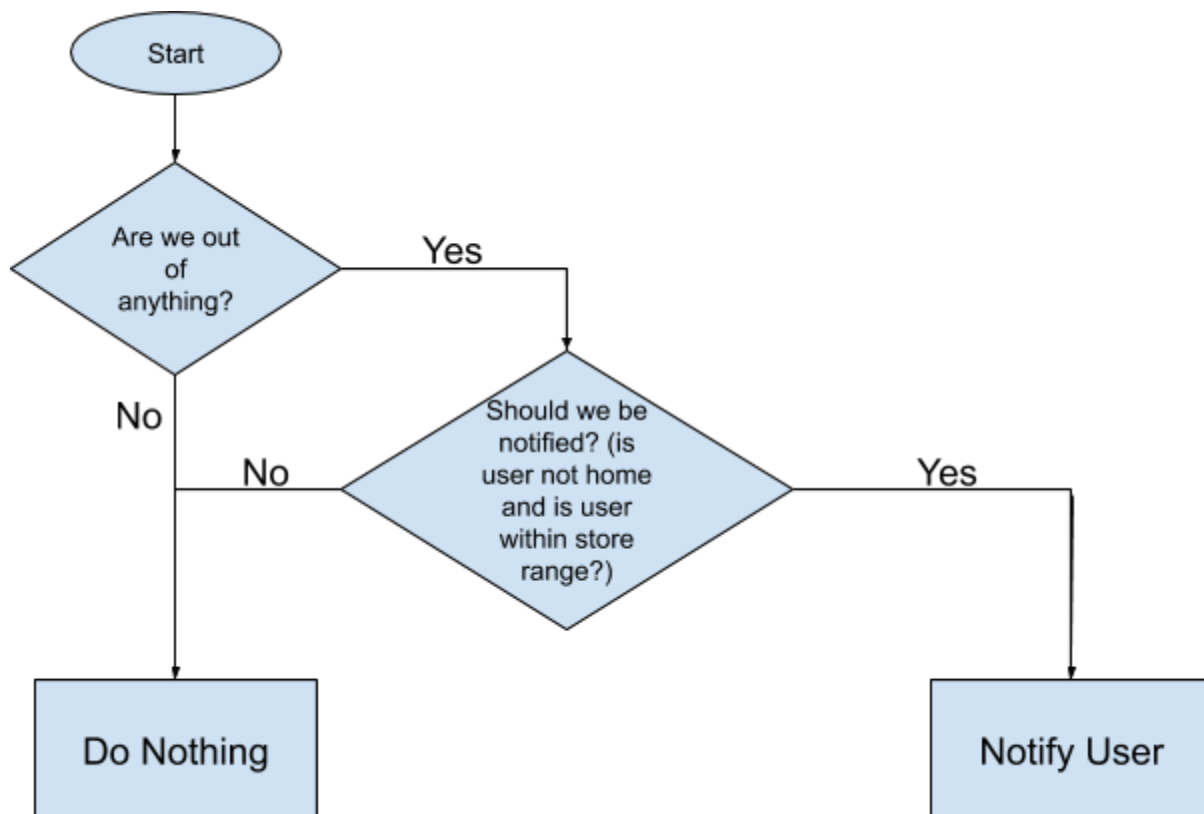 Start
Are we out
of
anything?
Yes
No
Should we be
notified? (is
user not home
and is user
within store
range?)
No
Yes
Do Nothing
Notify User